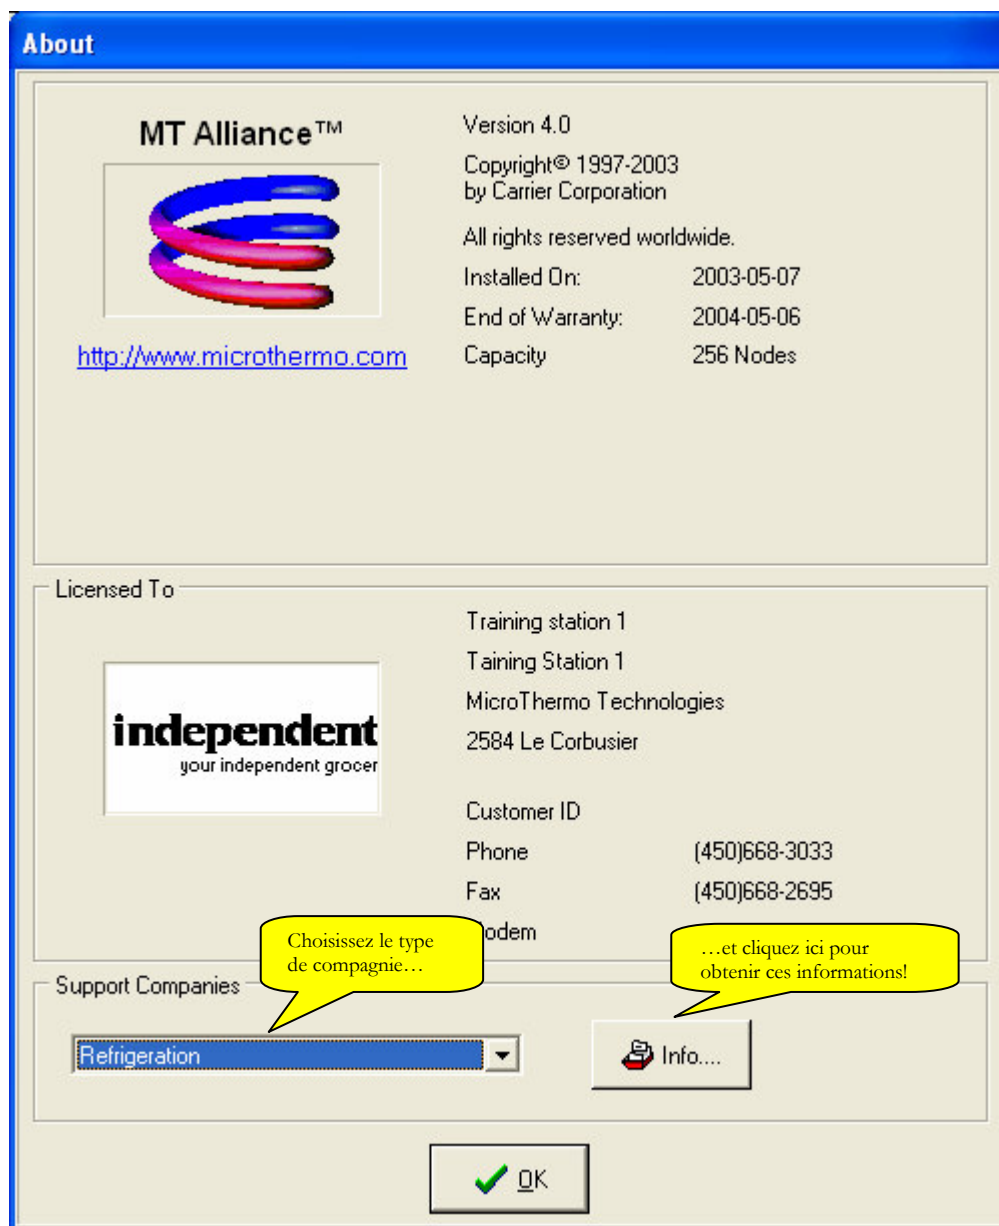 About
MT Alliance™
http://www.microthermo.com
Version 4.0
Copyright© 1997-2003
by Carrier Corporation
All rights reserved worldwide.
Installed On: 2003-05-07
End of Warranty: 2004-05-06
Capacity 256 Nodes
Licensed To
independent
your independent grocer
Training station 1
Taining Station 1
MicroThermo Technologies
2584 Le Corbusier
Customer ID
Phone (450)668-3033
Fax (450)668-2695
odem
Choisissez le type
de compagnie…
…et cliquez ici pour
obtenir ces informations!
Support Companies
Refrigeration
Info....
OK